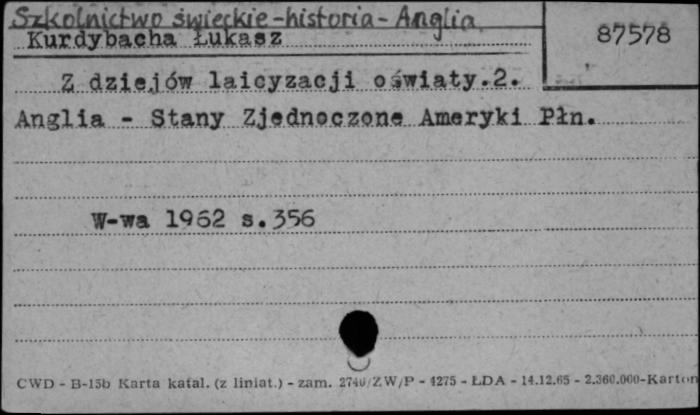 Szkolnictwo świeckie - historia - Anglia
Kurdybacha Łukasz
87578
Z dziejów laicyzacji oświaty.2.
Anglia - Stany Zjednoczone Ameryki Płn.
W-wa 1962 s.356
CWD - B-15b Karta katal. (z liniat.) - zam. 2740/ZW/P - 4275 - ŁDA - 14.12.65 - 2.360.000-Karton